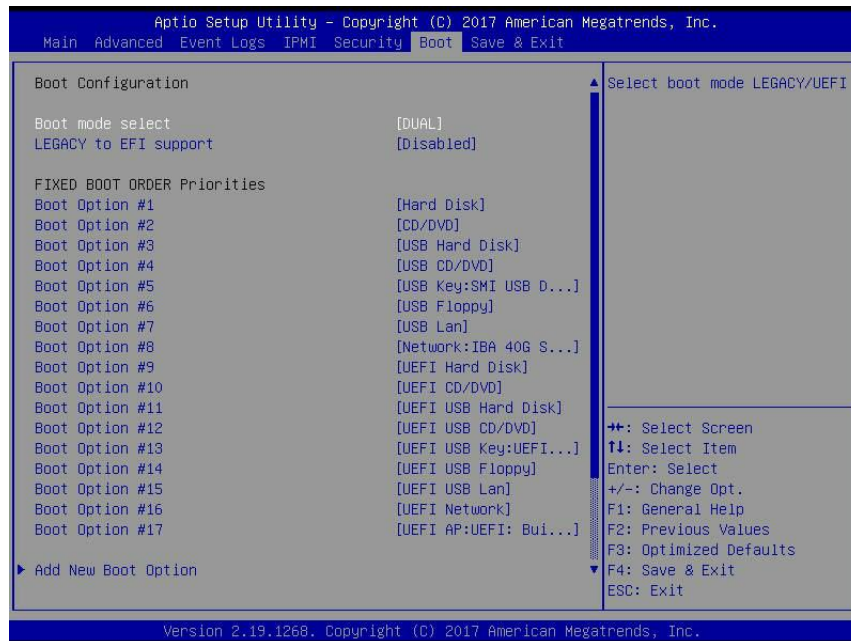 Aptio Setup Utility – Copyright (C) 2017 American Megatrends, Inc.
Main Advanced Event Logs IPMI Security Boot Save & Exit
Boot Configuration
Boot mode select [DUAL]
LEGACY to EFI support [Disabled]
FIXED BOOT ORDER Priorities
Boot Option #1 [Hard Disk]
Boot Option #2 [CD/DVD]
Boot Option #3 [USB Hard Disk]
Boot Option #4 [USB CD/DVD]
Boot Option #5 [USB Key:SMI USB D...]
Boot Option #6 [USB Floppy]
Boot Option #7 [USB Lan]
Boot Option #8 [Network:IBA 40G S...]
Boot Option #9 [UEFI Hard Disk]
Boot Option #10 [UEFI CD/DVD]
Boot Option #11 [UEFI USB Hard Disk]
Boot Option #12 [UEFI USB CD/DVD]
Boot Option #13 [UEFI USB Key:UEFI...]
Boot Option #14 [UEFI USB Floppy]
Boot Option #15 [UEFI USB Lan]
Boot Option #16 [UEFI Network]
Boot Option #17 [UEFI AP:UEFI: Bui...]
Add New Boot Option
Select boot mode LEGACY/UEFI
→←: Select Screen
↑↓: Select Item
Enter: Select
+/-: Change Opt.
F1: General Help
F2: Previous Values
F3: Optimized Defaults
F4: Save & Exit
ESC: Exit
Version 2.19.1268. Copyright (C) 2017 American Megatrends, Inc.